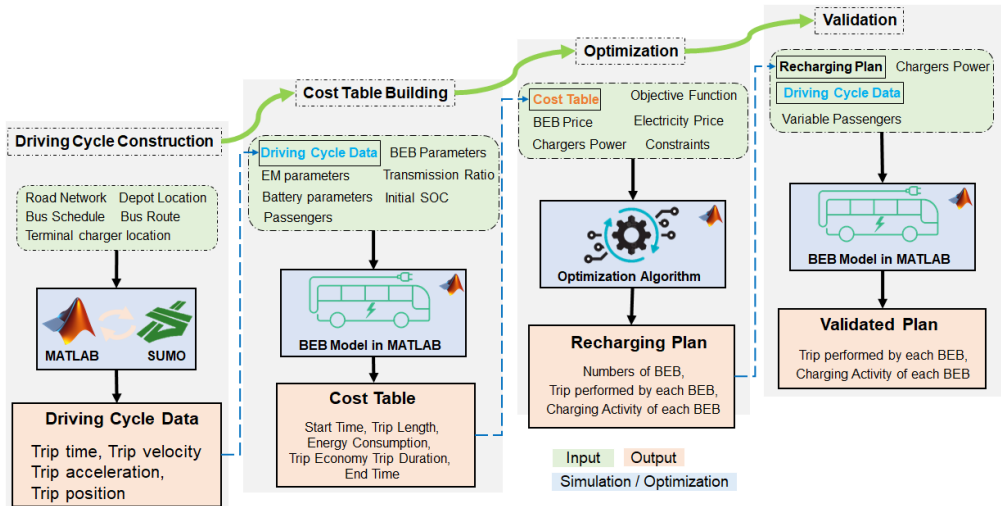 Driving Cycle Construction
Road Network Depot Location
Bus Schedule Bus Route
Terminal charger location
MATLAB SUMO
Driving Cycle Data
Trip time, Trip velocity
Trip acceleration,
Trip position
Cost Table Building
Driving Cycle Data BEB Parameters
EM parameters Transmission Ratio
Battery parameters Initial SOC
Passengers
BEB Model in MATLAB
Cost Table
Start Time, Trip Length,
Energy Consumption,
Trip Economy Trip Duration,
End Time
Optimization
Cost Table Objective Function
BEB Price Electricity Price
Chargers Power Constraints
Optimization Algorithm
Recharging Plan
Numbers of BEB,
Trip performed by each BEB,
Charging Activity of each BEB
Validation
Recharging Plan Chargers Power
Driving Cycle Data
Variable Passengers
BEB Model in MATLAB
Validated Plan
Trip performed by each BEB,
Charging Activity of each BEB
Input Output
Simulation / Optimization